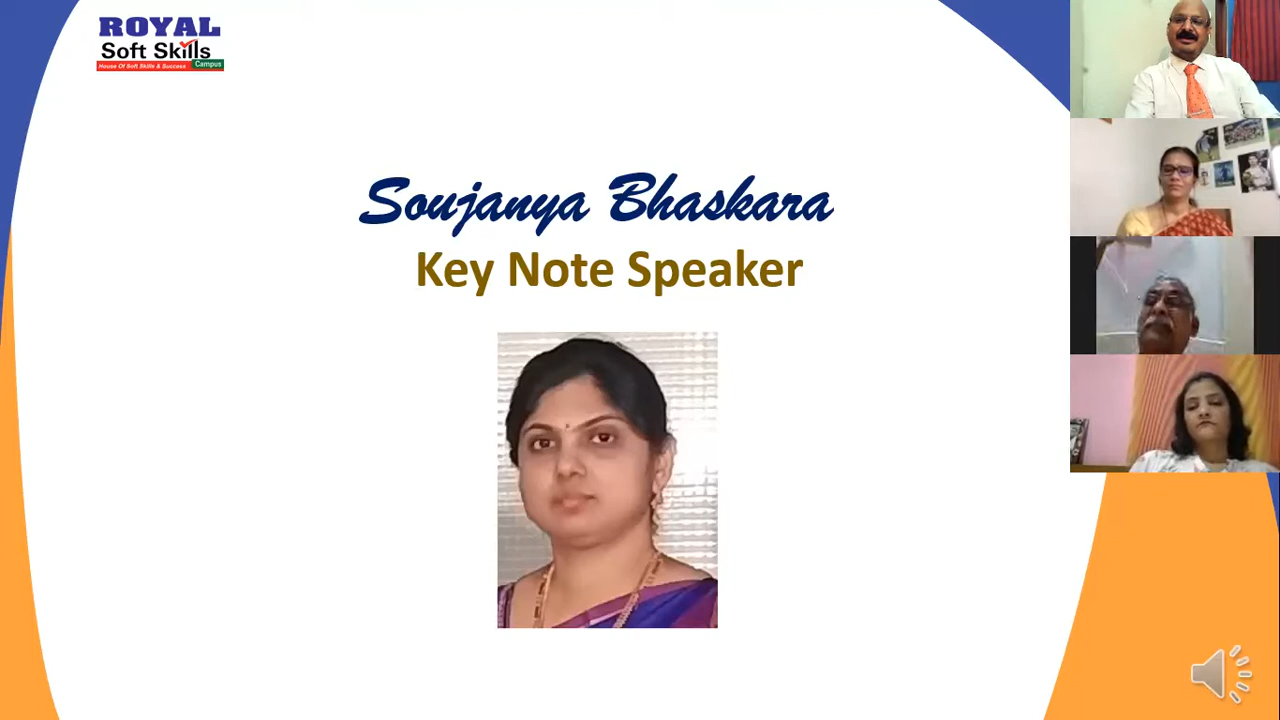 ROYAL
Soft Skills
House Of Soft Skills & Success Campus
Soujanya Bhaskara
Key Note Speaker